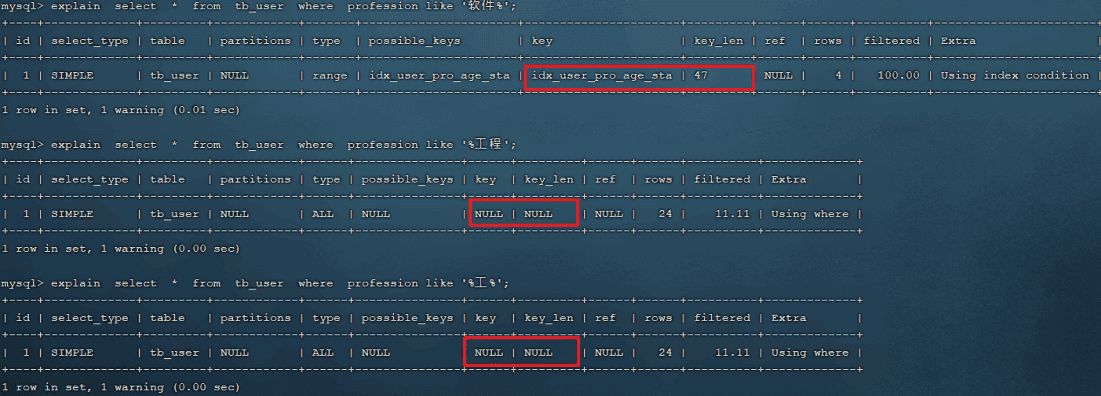 mysql> explain  select  *  from  tb_user  where  profession like '软件%';
+----+-------------+---------+------------+-------+----------------------+----------------------+---------+------+------+----------+-----------------------+
| id | select_type | table   | partitions | type  | possible_keys        | key                  | key_len | ref  | rows | filtered | Extra                 |
+----+-------------+---------+------------+-------+----------------------+----------------------+---------+------+------+----------+-----------------------+
|  1 | SIMPLE      | tb_user | NULL       | range | idx_user_pro_age_sta | idx_user_pro_age_sta | 47      | NULL |    4 |   100.00 | Using index condition |
+----+-------------+---------+------------+-------+----------------------+----------------------+---------+------+------+----------+-----------------------+
1 row in set, 1 warning (0.01 sec)
mysql> explain  select  *  from  tb_user  where  profession like '%工程';
+----+-------------+---------+------------+------+---------------+------+---------+------+------+----------+-------------+
| id | select_type | table   | partitions | type | possible_keys | key  | key_len | ref  | rows | filtered | Extra       |
+----+-------------+---------+------------+------+---------------+------+---------+------+------+----------+-------------+
|  1 | SIMPLE      | tb_user | NULL       | ALL  | NULL          | NULL | NULL    | NULL |   24 |    11.11 | Using where |
+----+-------------+---------+------------+------+---------------+------+---------+------+------+----------+-------------+
1 row in set, 1 warning (0.00 sec)
mysql> explain  select  *  from  tb_user  where  profession like '%工%';
+----+-------------+---------+------------+------+---------------+------+---------+------+------+----------+-------------+
| id | select_type | table   | partitions | type | possible_keys | key  | key_len | ref  | rows | filtered | Extra       |
+----+-------------+---------+------------+------+---------------+------+---------+------+------+----------+-------------+
|  1 | SIMPLE      | tb_user | NULL       | ALL  | NULL          | NULL | NULL    | NULL |   24 |    11.11 | Using where |
+----+-------------+---------+------------+------+---------------+------+---------+------+------+----------+-------------+
1 row in set, 1 warning (0.00 sec)